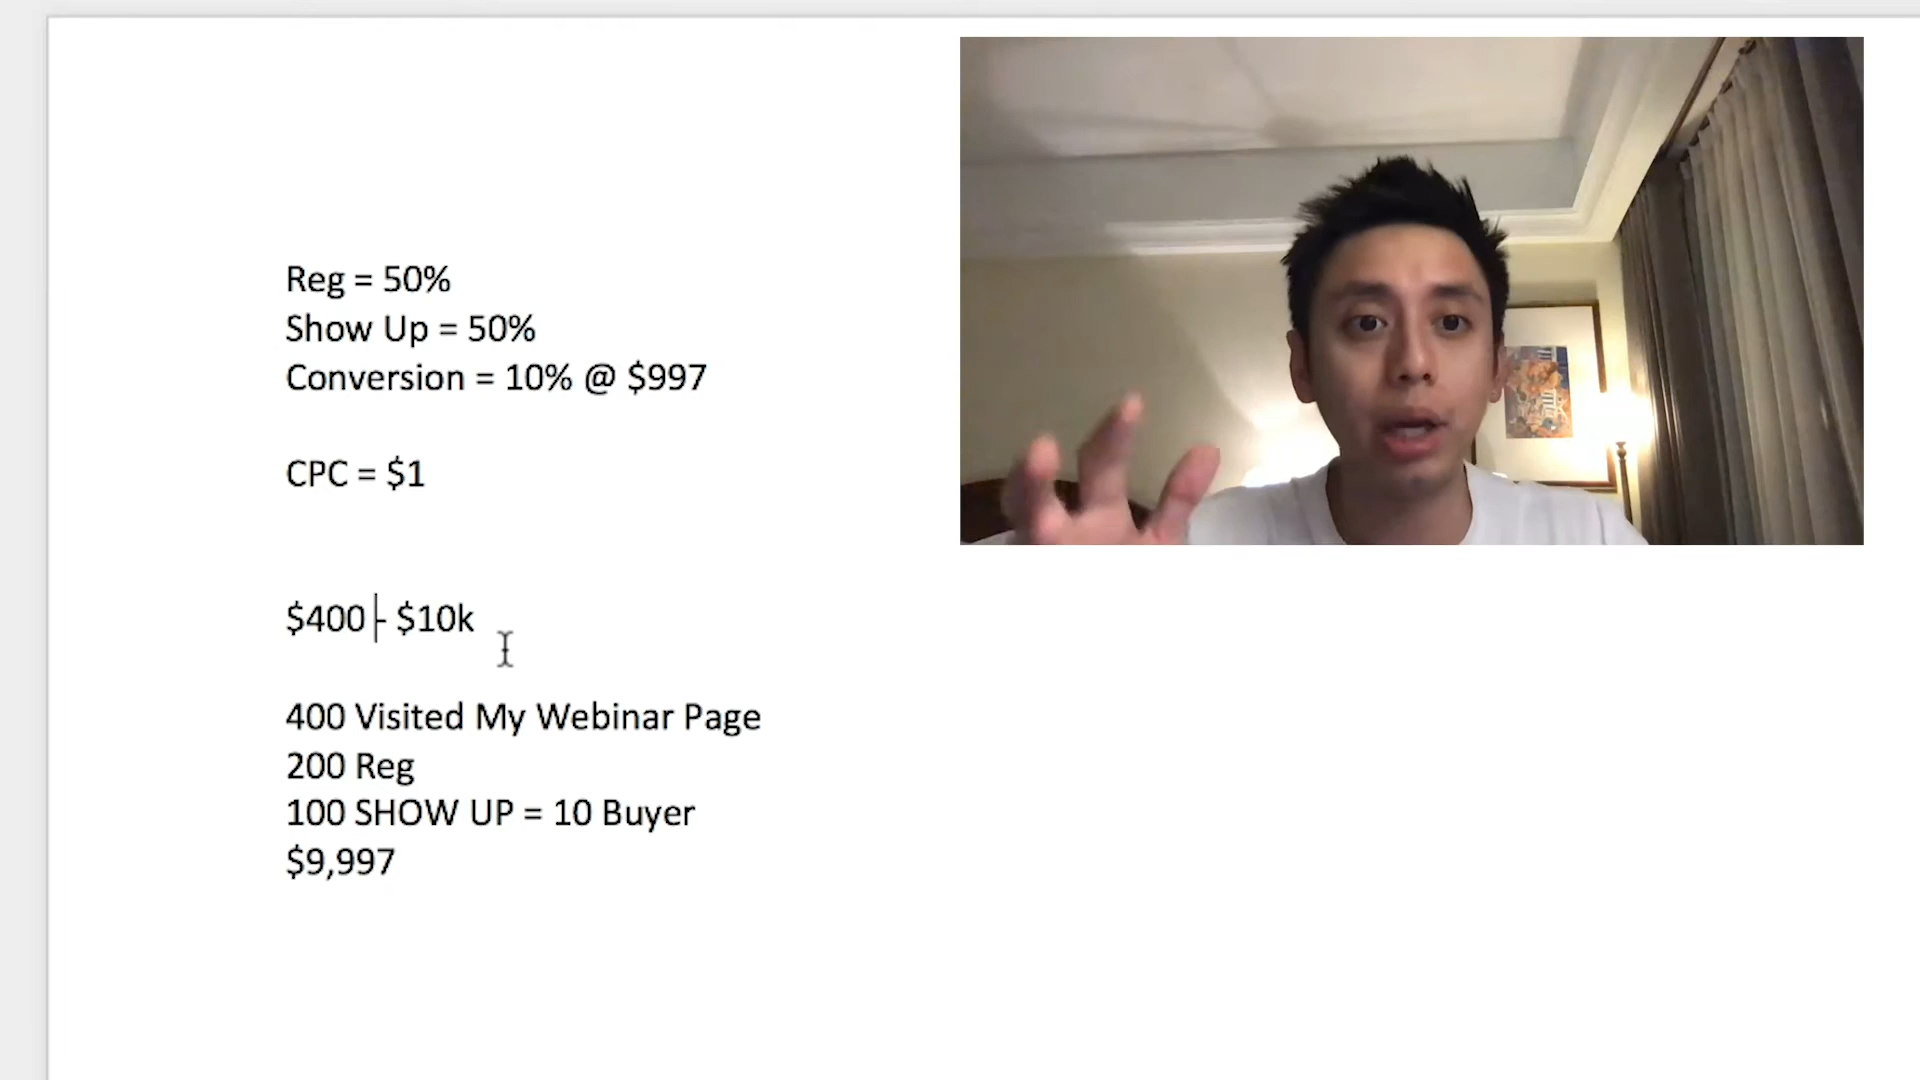 Reg = 50%
Show Up = 50%
Conversion = 10% @ $997
CPC = $1
$400 - $10k
400 Visited My Webinar Page
200 Reg
100 SHOW UP = 10 Buyer
$9,997